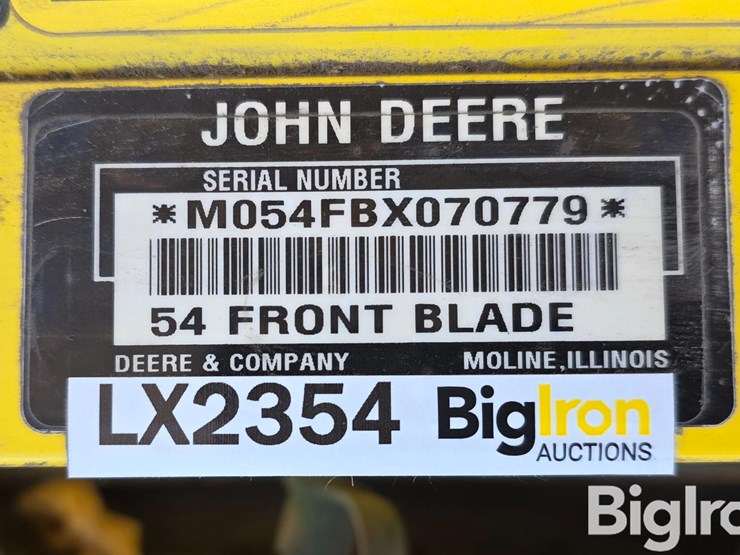 JOHN DEERE
SERIAL NUMBER
*M054FBX070779*
54 FRONT BLADE
DEERE & COMPANY MOLINE, ILLINOIS
LX2354 BigIron
AUCTIONS
BigIro